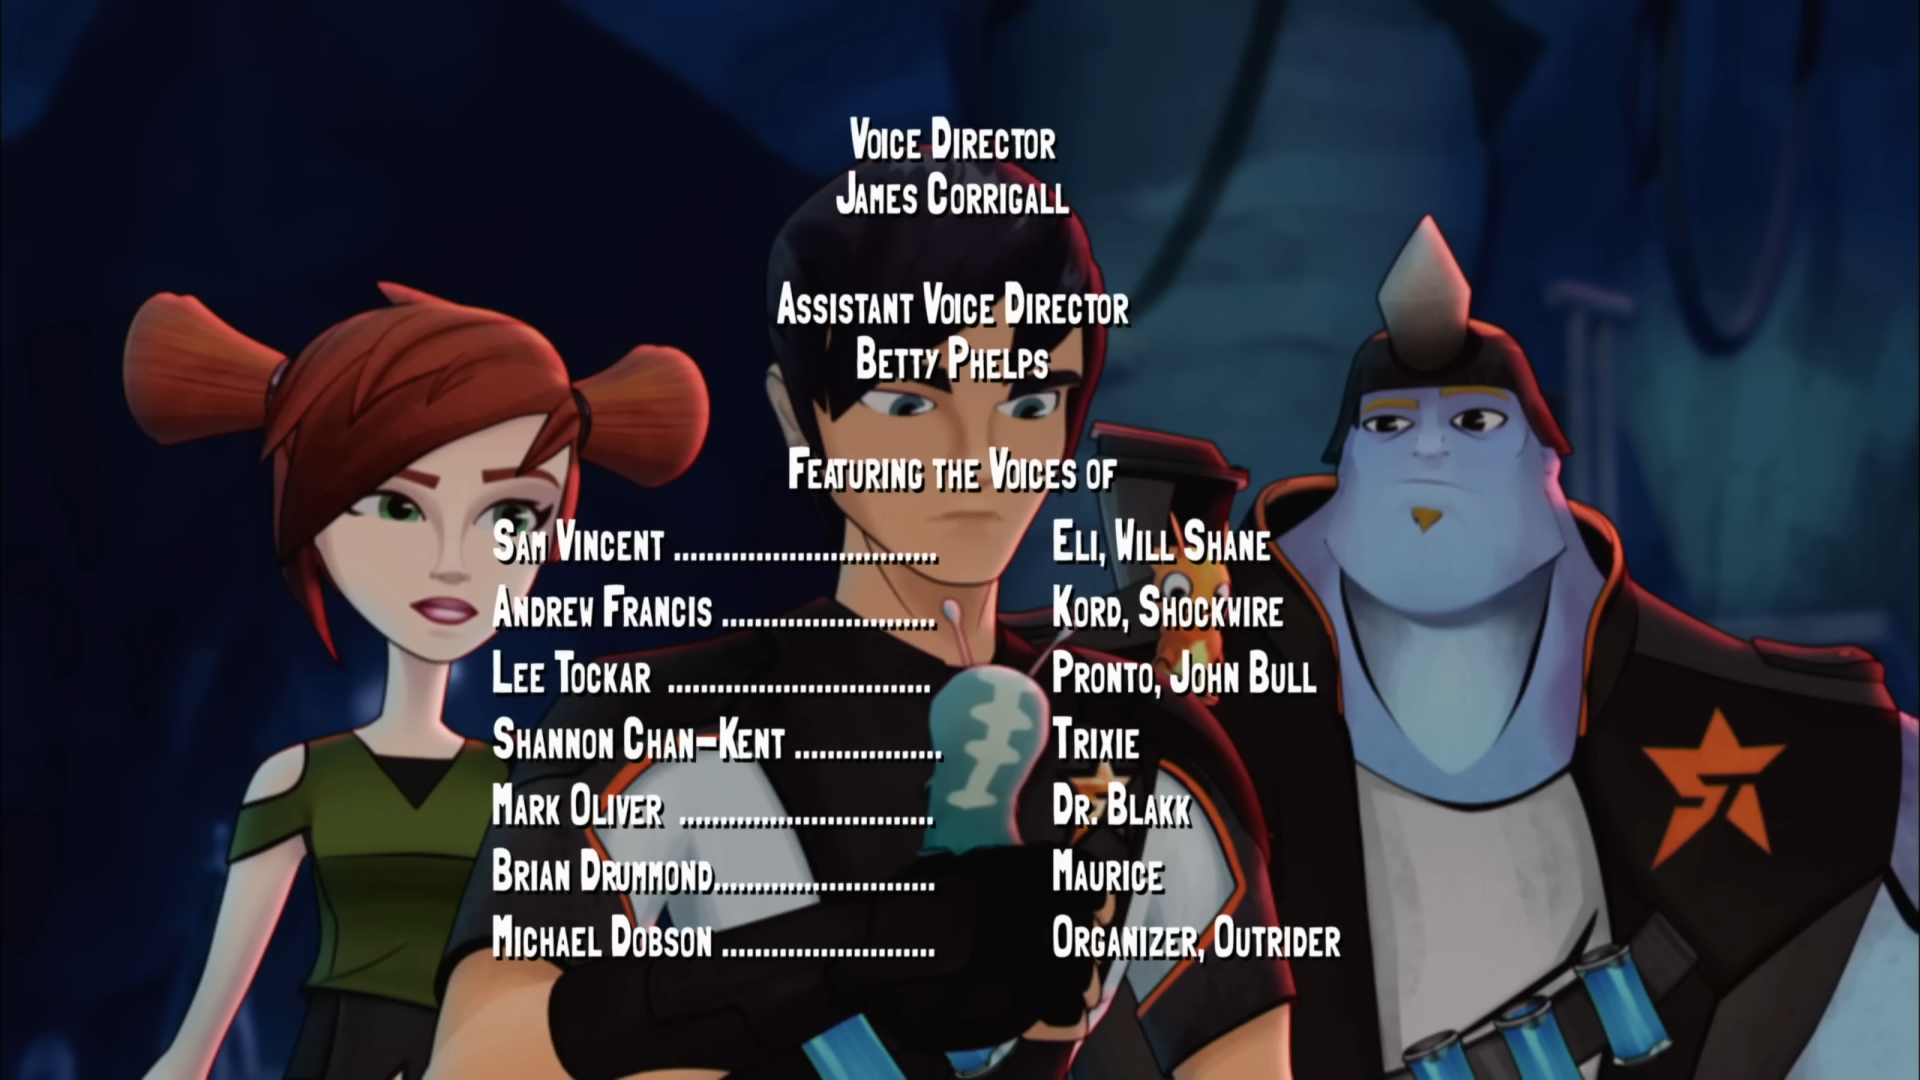 Voice Director
James Corrigall
Assistant Voice Director
Betty Phelps
Featuring the Voices of
Sam Vincent ................................ Eli, Will Shane
Andrew Francis .......................... Kord, Shockwire
Lee Tockar ................................ Pronto, John Bull
Shannon Chan-Kent .................. Trixie
Mark Oliver ............................... Dr. Blakk
Brian Drummond........................... Maurice
Michael Dobson .......................... Organizer, Outrider